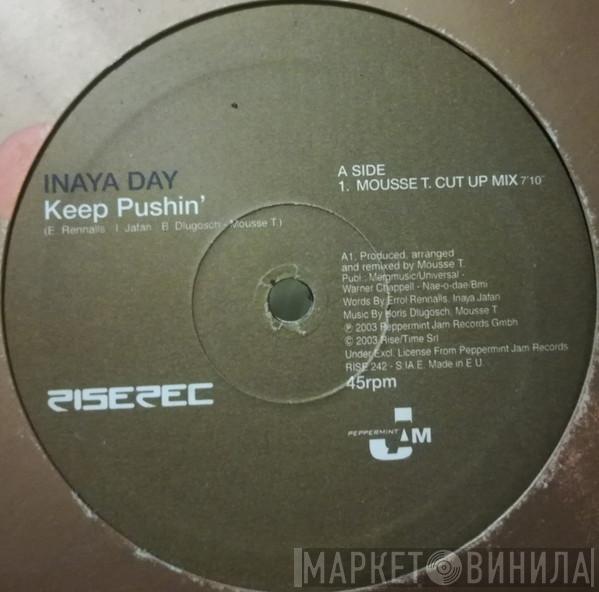 INAYA DAY
Keep Pushin'
(E. Rennalls - I. Jafan - B. Dlugosch - Mousse T.)
A SIDE
1. MOUSSE T. CUT UP MIX 7'10"
A1. Produced, arranged
and remixed by Mousse T.
Publ.: Merqmusic/Universal -
Warner Chappell - Nae-o-dae/Bmi
Words By Errol Rennalls, Inaya Jafan
Music By Boris Dlugosch, Mousse T
℗ 2003 Peppermint Jam Records Gmbh
© 2003 Rise/Time Srl
Under Excl. License From Peppermint Jam Records
RISE 242 - S.I.A.E. Made in E.U.
45rpm
RISEREC
PEPPERMINT JAM
МАРКЕТ ВИНИЛА